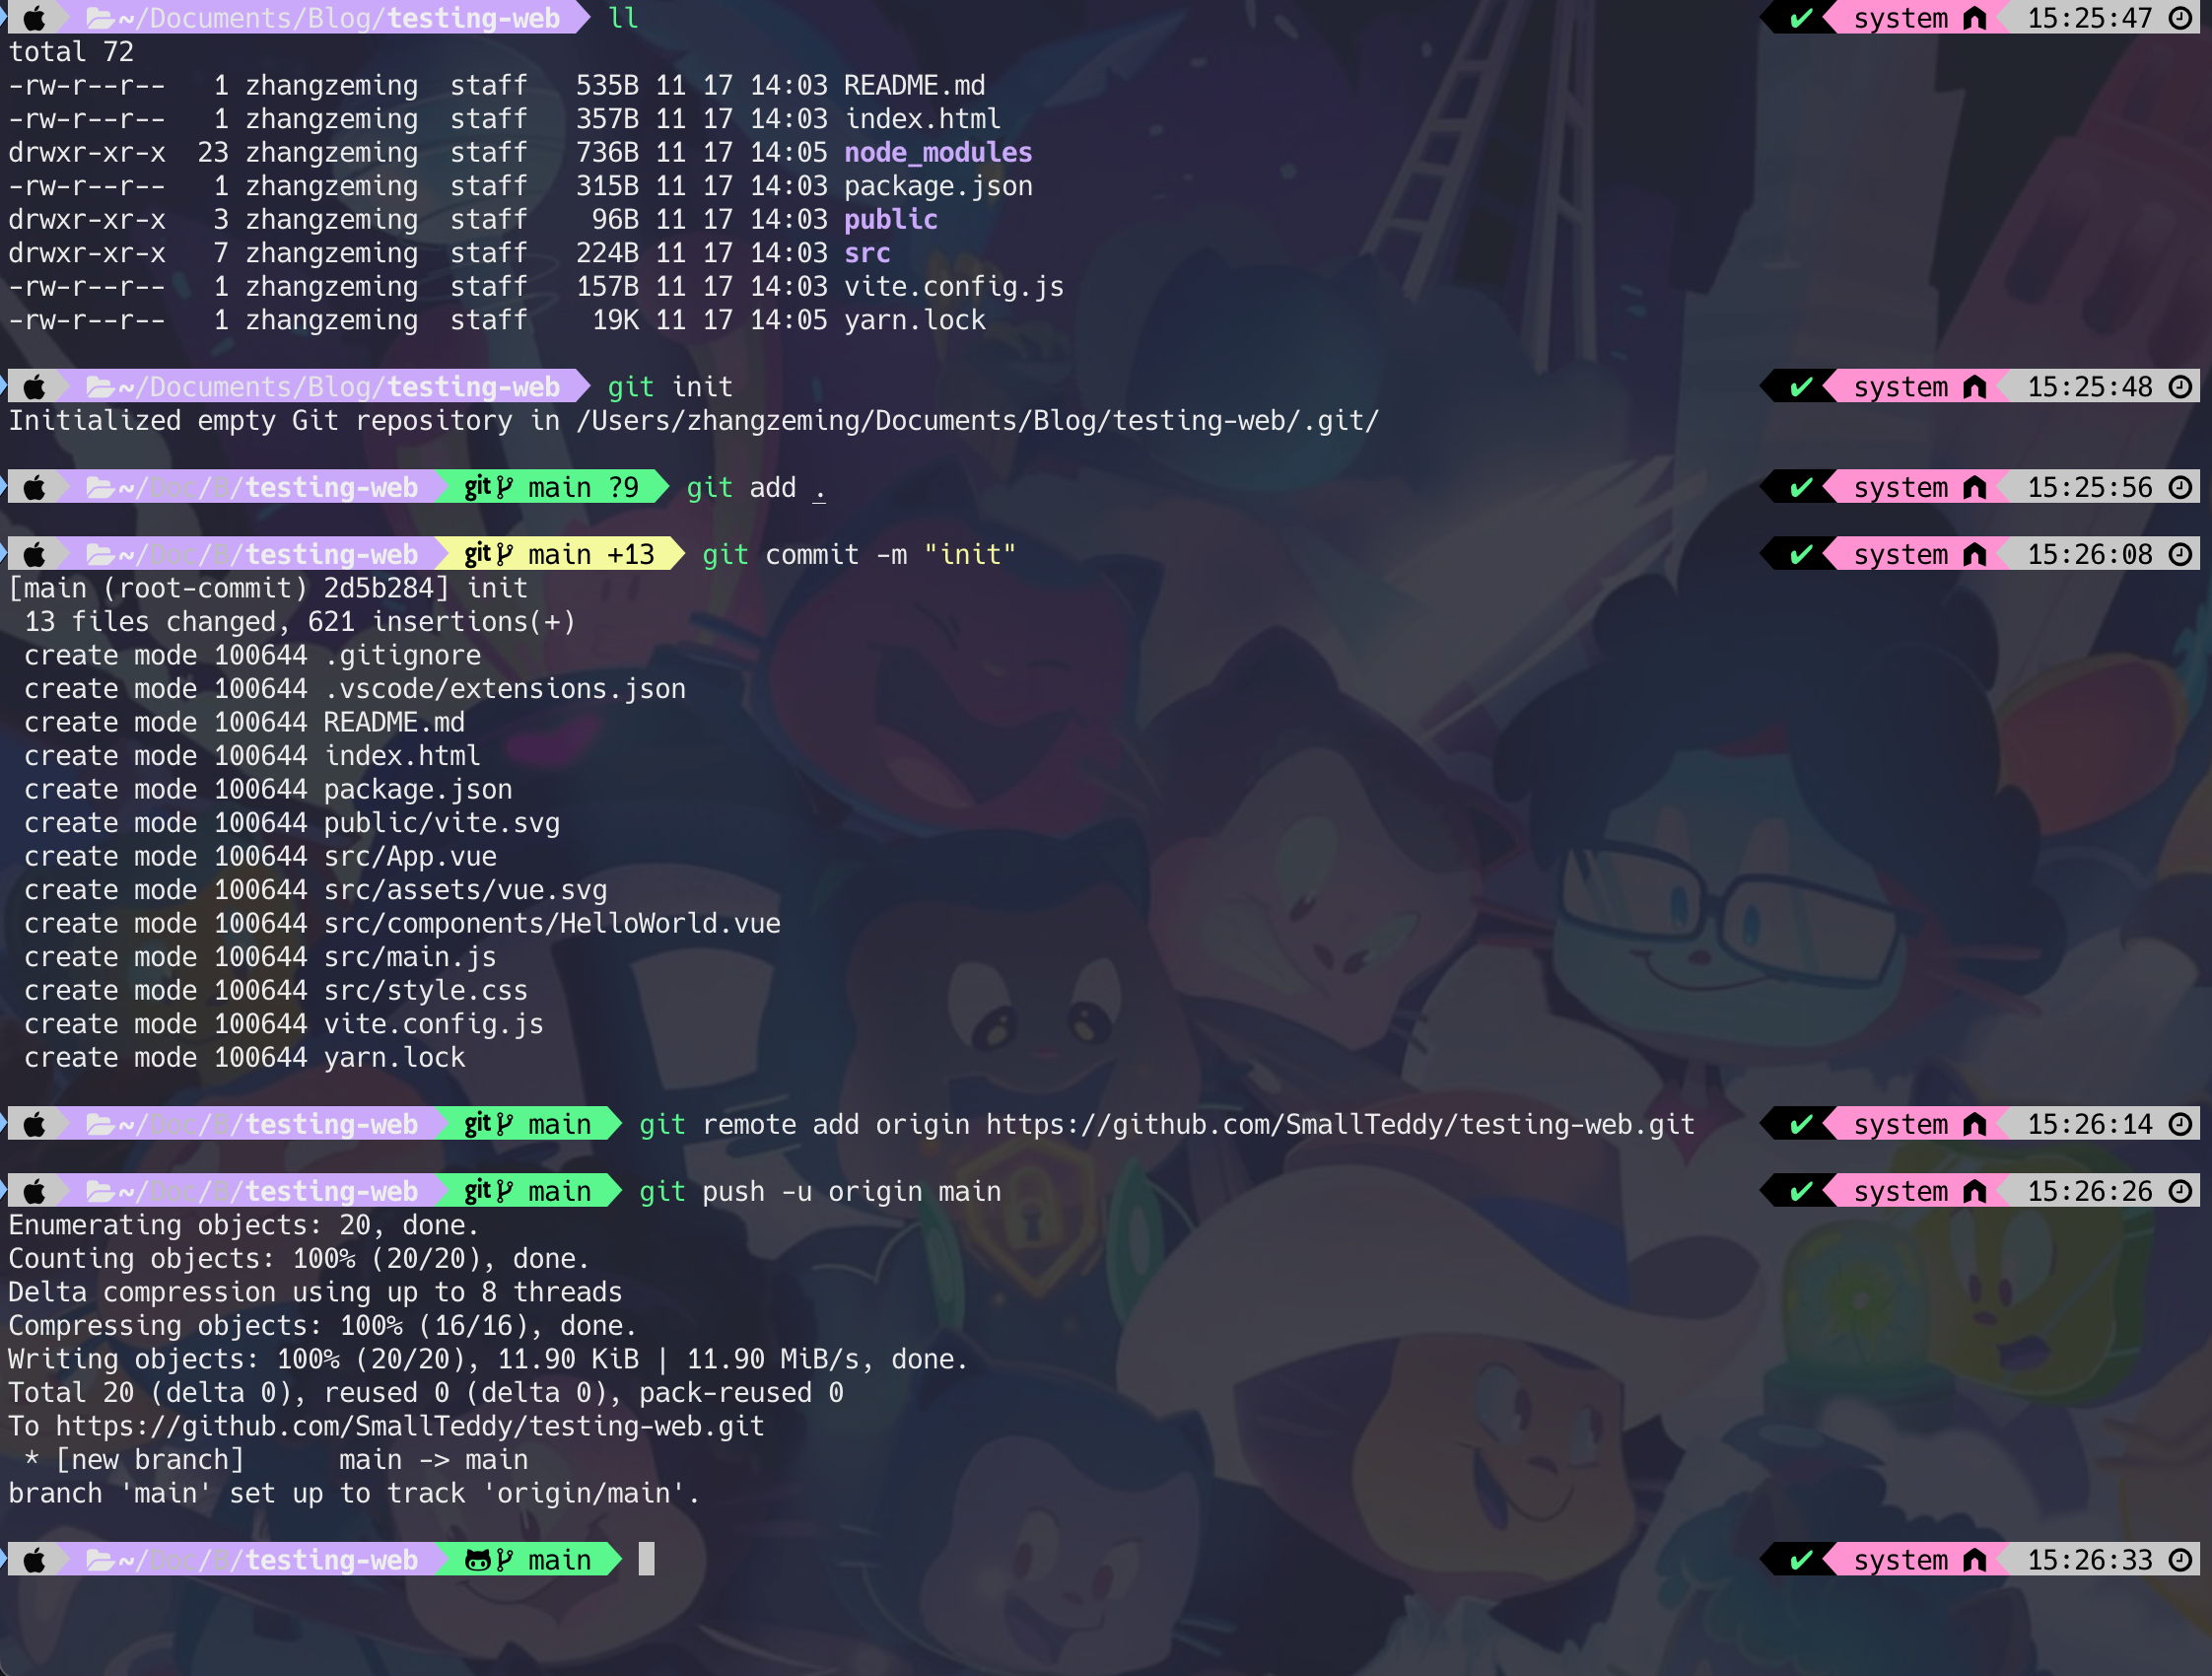 ~/Documents/Blog/testing-web ll ✔ system 15:25:47
total 72
-rw-r--r--   1 zhangzeming  staff   535B 11 17 14:03 README.md
-rw-r--r--   1 zhangzeming  staff   357B 11 17 14:03 index.html
drwxr-xr-x  23 zhangzeming  staff   736B 11 17 14:05 node_modules
-rw-r--r--   1 zhangzeming  staff   315B 11 17 14:03 package.json
drwxr-xr-x   3 zhangzeming  staff    96B 11 17 14:03 public
drwxr-xr-x   7 zhangzeming  staff   224B 11 17 14:03 src
-rw-r--r--   1 zhangzeming  staff   157B 11 17 14:03 vite.config.js
-rw-r--r--   1 zhangzeming  staff    19K 11 17 14:05 yarn.lock
~/Documents/Blog/testing-web git init ✔ system 15:25:48
Initialized empty Git repository in /Users/zhangzeming/Documents/Blog/testing-web/.git/
~/Doc/B/testing-web git main ?9 git add . ✔ system 15:25:56
~/Doc/B/testing-web git main +13 git commit -m "init" ✔ system 15:26:08
[main (root-commit) 2d5b284] init
 13 files changed, 621 insertions(+)
 create mode 100644 .gitignore
 create mode 100644 .vscode/extensions.json
 create mode 100644 README.md
 create mode 100644 index.html
 create mode 100644 package.json
 create mode 100644 public/vite.svg
 create mode 100644 src/App.vue
 create mode 100644 src/assets/vue.svg
 create mode 100644 src/components/HelloWorld.vue
 create mode 100644 src/main.js
 create mode 100644 src/style.css
 create mode 100644 vite.config.js
 create mode 100644 yarn.lock
~/Doc/B/testing-web git main git remote add origin https://github.com/SmallTeddy/testing-web.git ✔ system 15:26:14
~/Doc/B/testing-web git main git push -u origin main ✔ system 15:26:26
Enumerating objects: 20, done.
Counting objects: 100% (20/20), done.
Delta compression using up to 8 threads
Compressing objects: 100% (16/16), done.
Writing objects: 100% (20/20), 11.90 KiB | 11.90 MiB/s, done.
Total 20 (delta 0), reused 0 (delta 0), pack-reused 0
To https://github.com/SmallTeddy/testing-web.git
 * [new branch]      main -> main
branch 'main' set up to track 'origin/main'.
~/Doc/B/testing-web main ✔ system 15:26:33